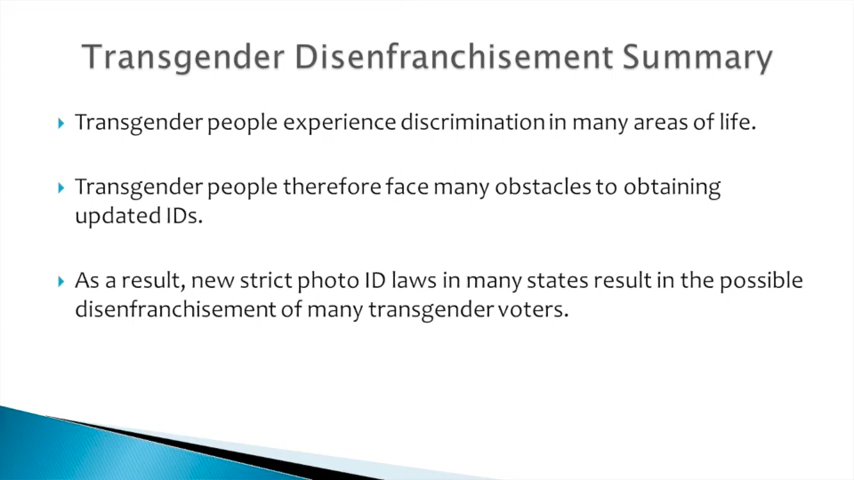 Transgender Disenfranchisement Summary
Transgender people experience discrimination in many areas of life.
Transgender people therefore face many obstacles to obtaining
updated IDs.
As a result, new strict photo ID laws in many states result in the possible
disenfranchisement of many transgender voters.